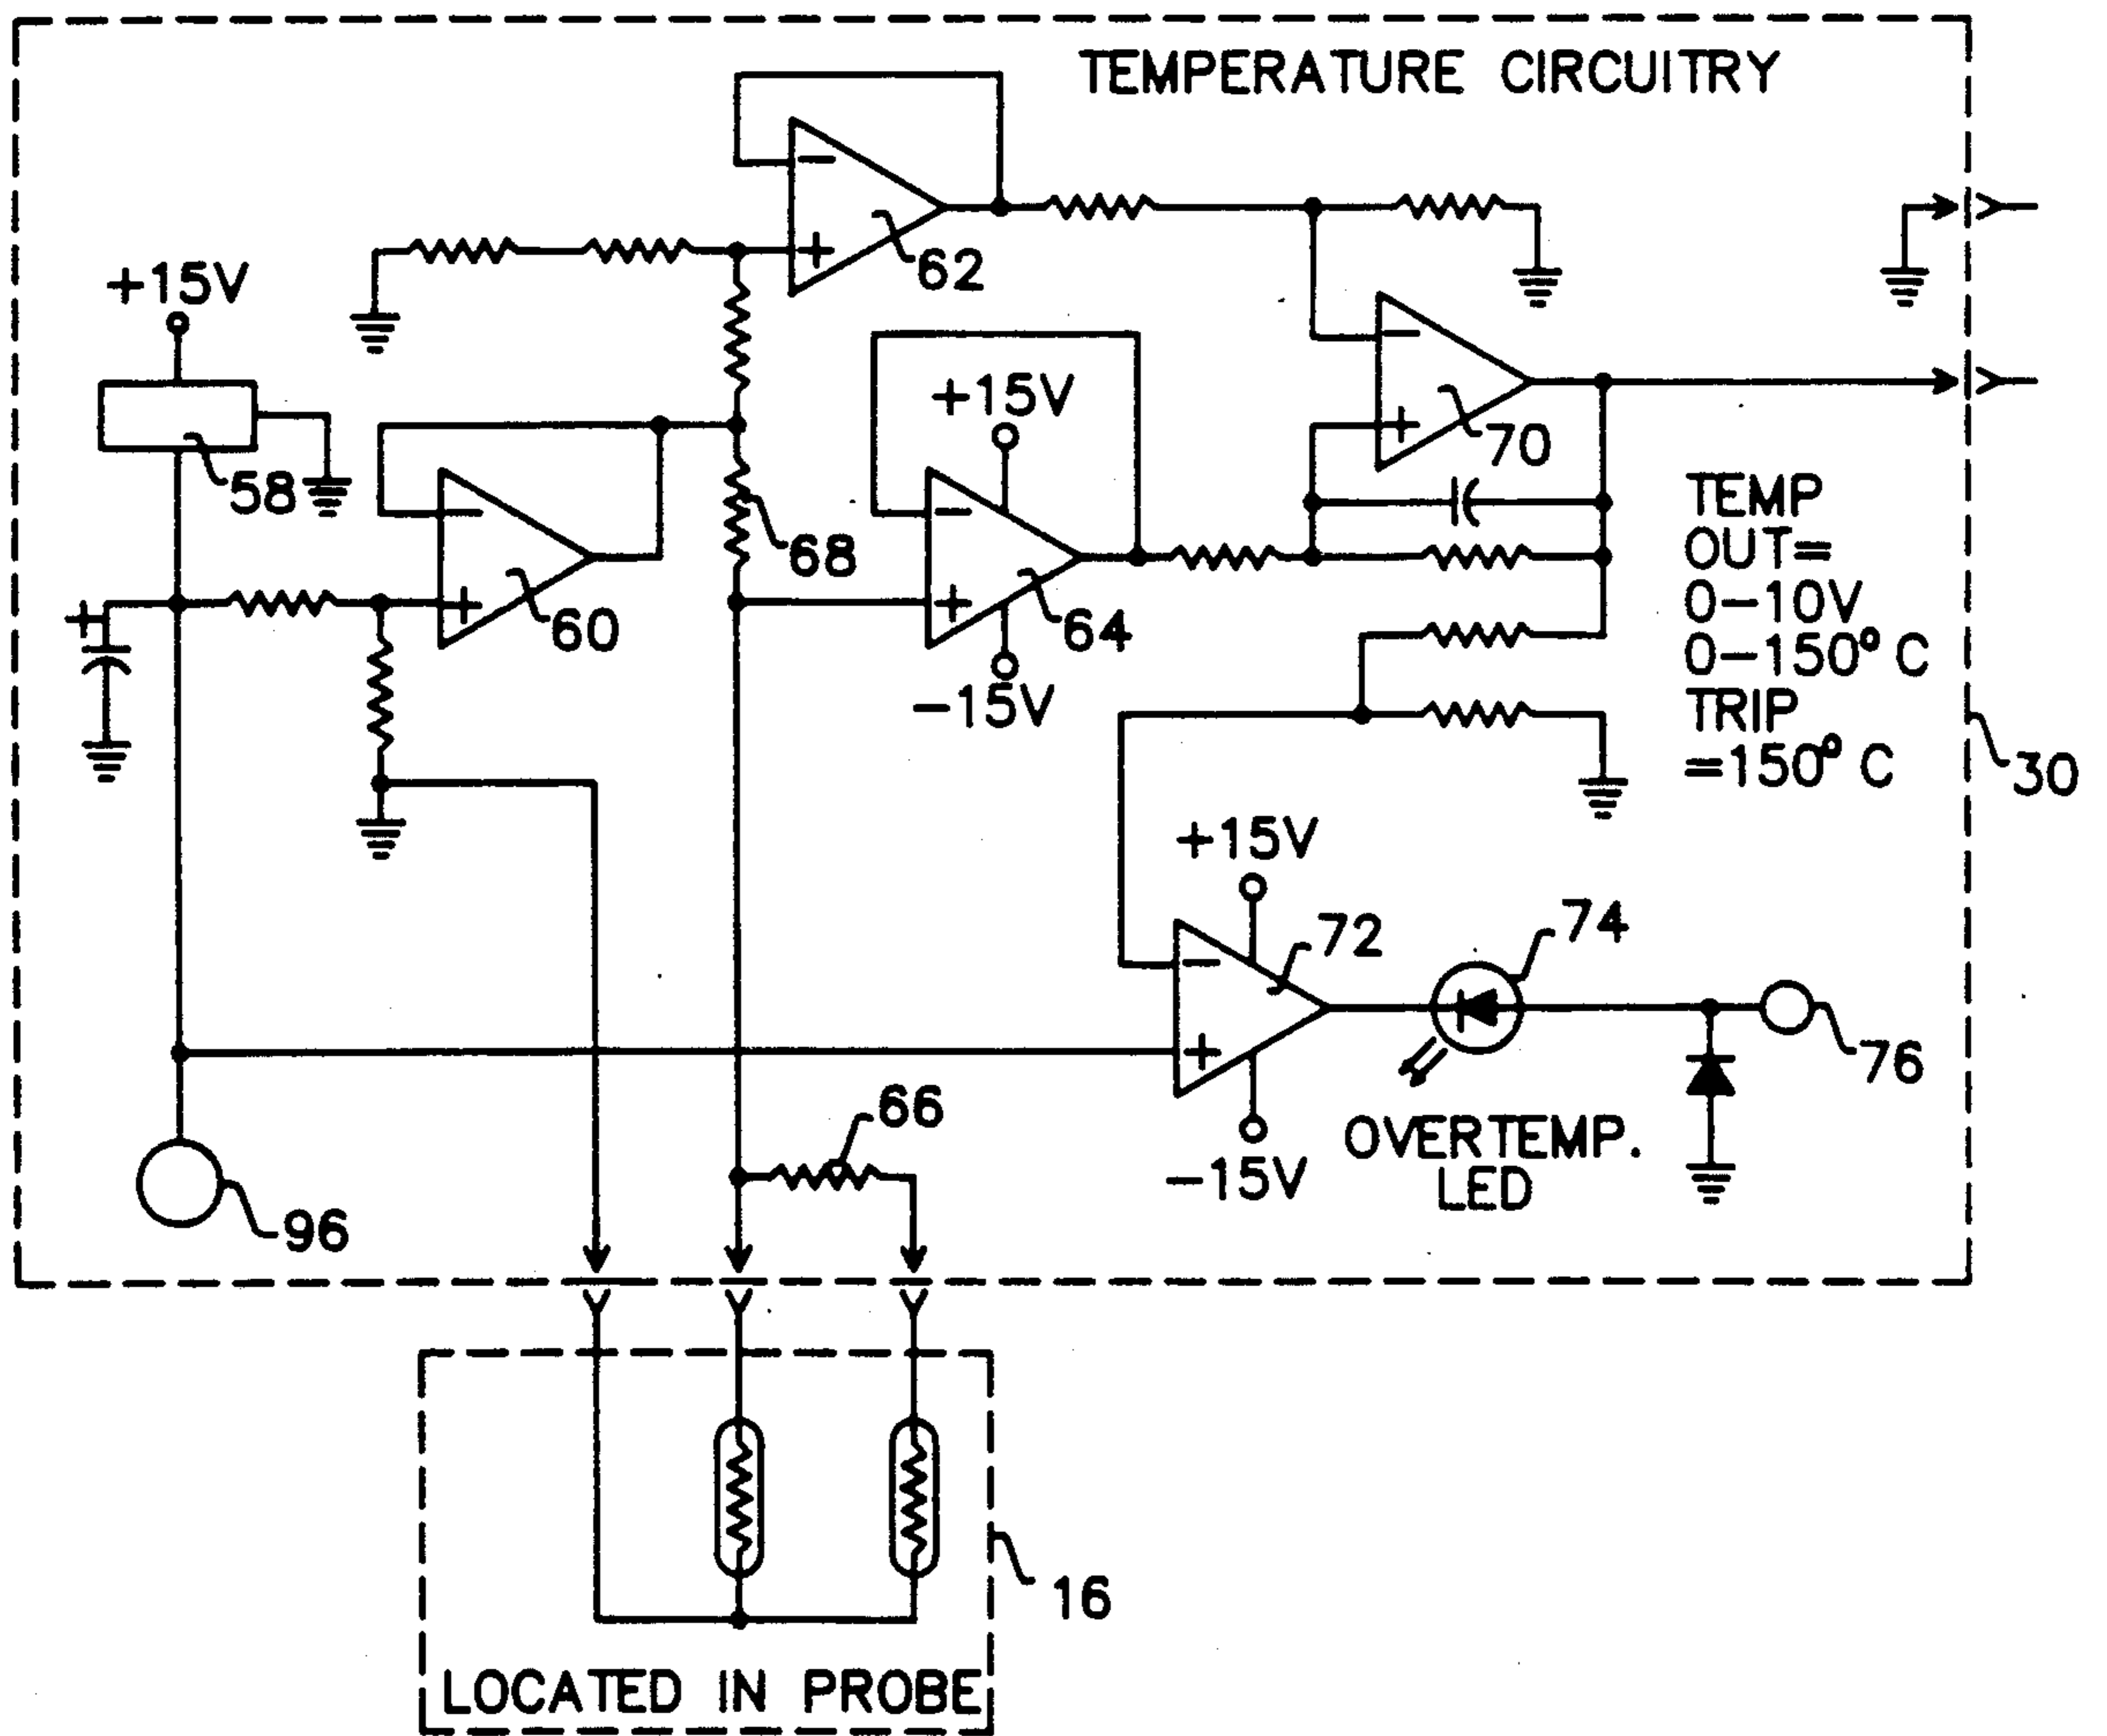 TEMPERATURE CIRCUITRY
62
+15V
58
60
68
+15V
64
-15V
70
TEMP
OUT=
0-10V
0-150° C
TRIP
=150° C
30
+15V
72
74
76
-15V
OVERTEMP.
LED
66
96
16
LOCATED IN PROBE